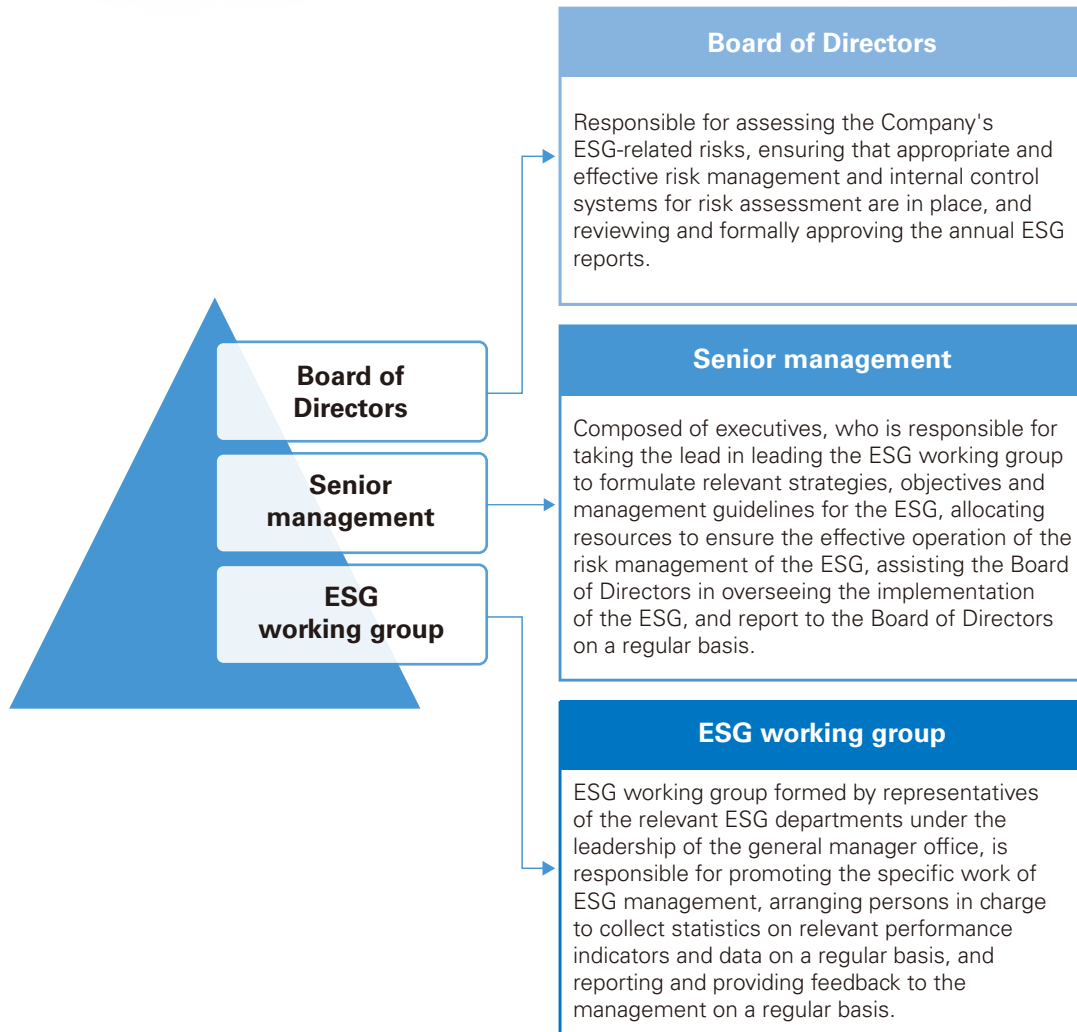 Board of
Directors
Senior
management
ESG
working group
Board of Directors
Responsible for assessing the Company's
ESG-related risks, ensuring that appropriate and
effective risk management and internal control
systems for risk assessment are in place, and
reviewing and formally approving the annual ESG
reports.
Senior management
Composed of executives, who is responsible for
taking the lead in leading the ESG working group
to formulate relevant strategies, objectives and
management guidelines for the ESG, allocating
resources to ensure the effective operation of the
risk management of the ESG, assisting the Board
of Directors in overseeing the implementation
of the ESG, and report to the Board of Directors
on a regular basis.
ESG working group
ESG working group formed by representatives
of the relevant ESG departments under the
leadership of the general manager office, is
responsible for promoting the specific work of
ESG management, arranging persons in charge
to collect statistics on relevant performance
indicators and data on a regular basis, and
reporting and providing feedback to the
management on a regular basis.